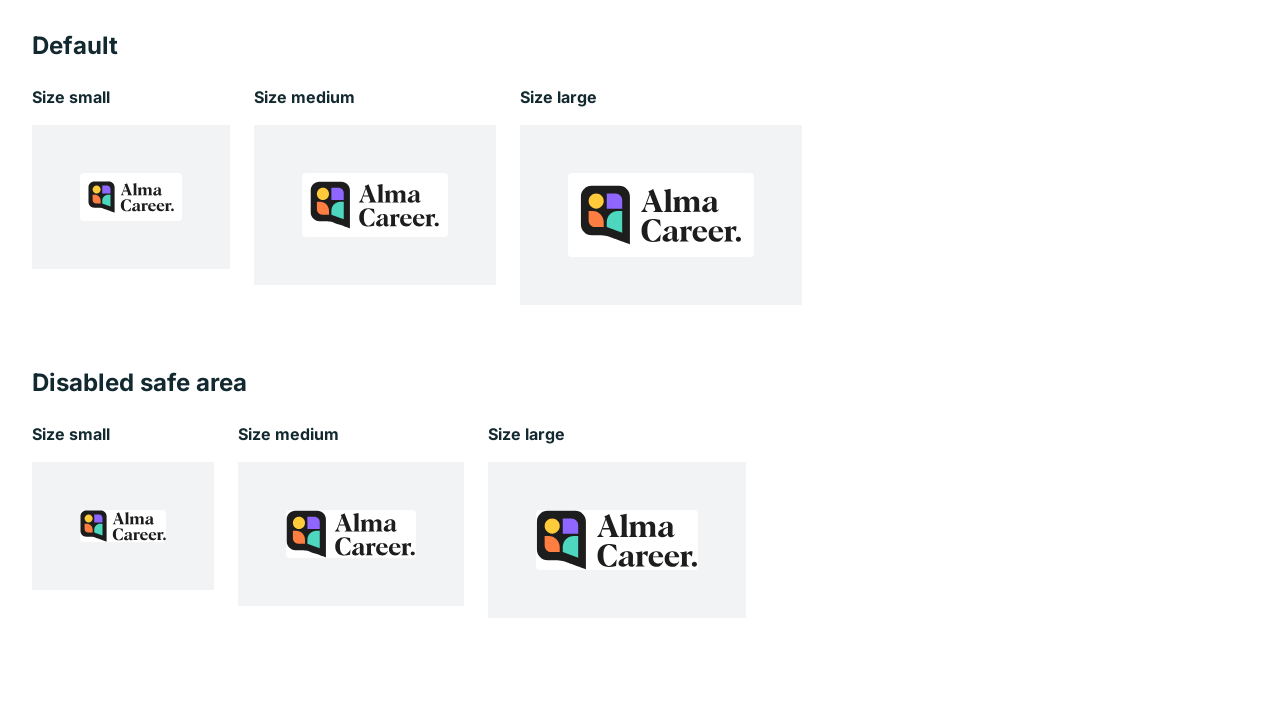 Default
Size small
Size medium
Size large
Alma
Career.
Alma
Career.
Alma
Career.
Disabled safe area
Size small
Size medium
Size large
Alma
Career.
Alma
Career.
Alma
Career.